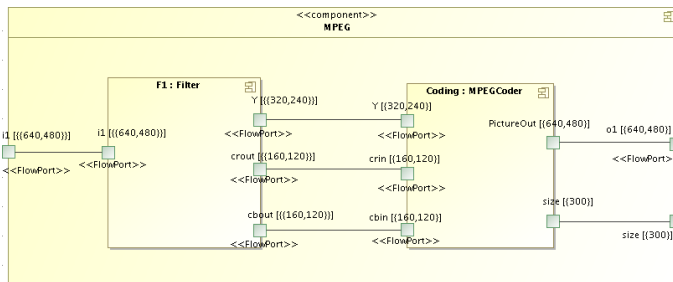 <<component>>
MPEG
F1 : Filter
Coding : MPEGCoder
Y [{(320,240)}]
Y [{320,240}]
<<FlowPort>>
<<FlowPort>>
i1 [{(640,480)}]
<<FlowPort>>
i1 [{(640,480)}]
<<FlowPort>>
crout [{(160,120)}]
<<FlowPort>>
crin [{160,120}]
<<FlowPort>>
cbout [{(160,120)}]
<<FlowPort>>
cbin [{160,120}]
<<FlowPort>>
PictureOut [{640,480}]
o1 [{640,480}]
<<FlowPort>
size [{300}]
size [{300}]